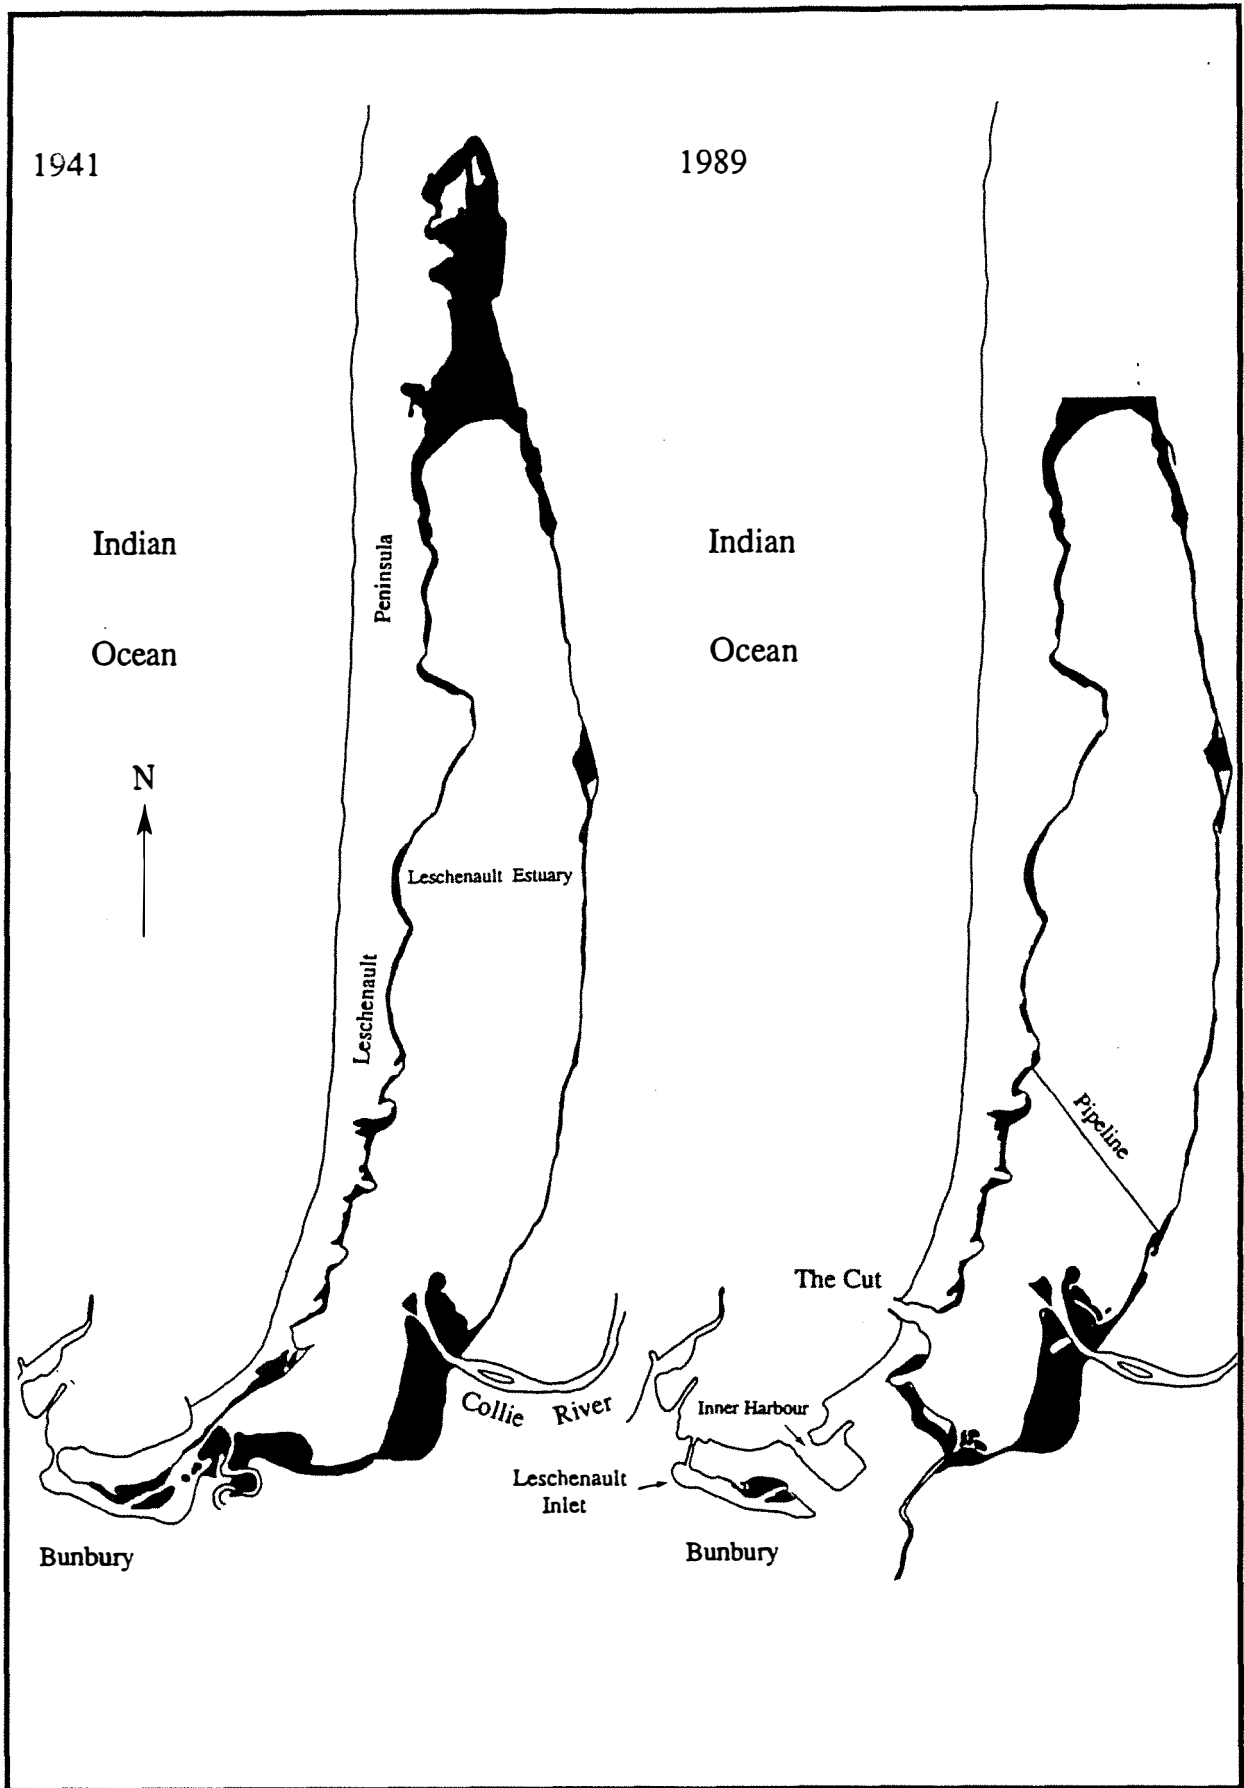 1941
Indian
Ocean
N
Peninsula
Leschenault
Leschenault Estuary
Collie River
Bunbury
1989
Indian
Ocean
Pipeline
The Cut
Inner Harbour
Leschenault
Inlet
Bunbury